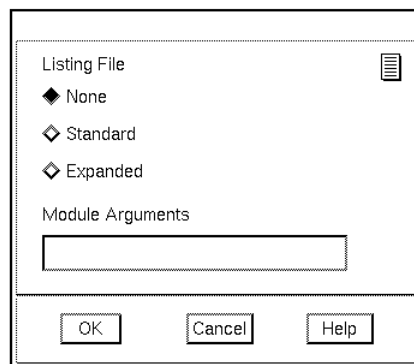 Listing File
None
Standard
Expanded
Module Arguments
OK Cancel Help